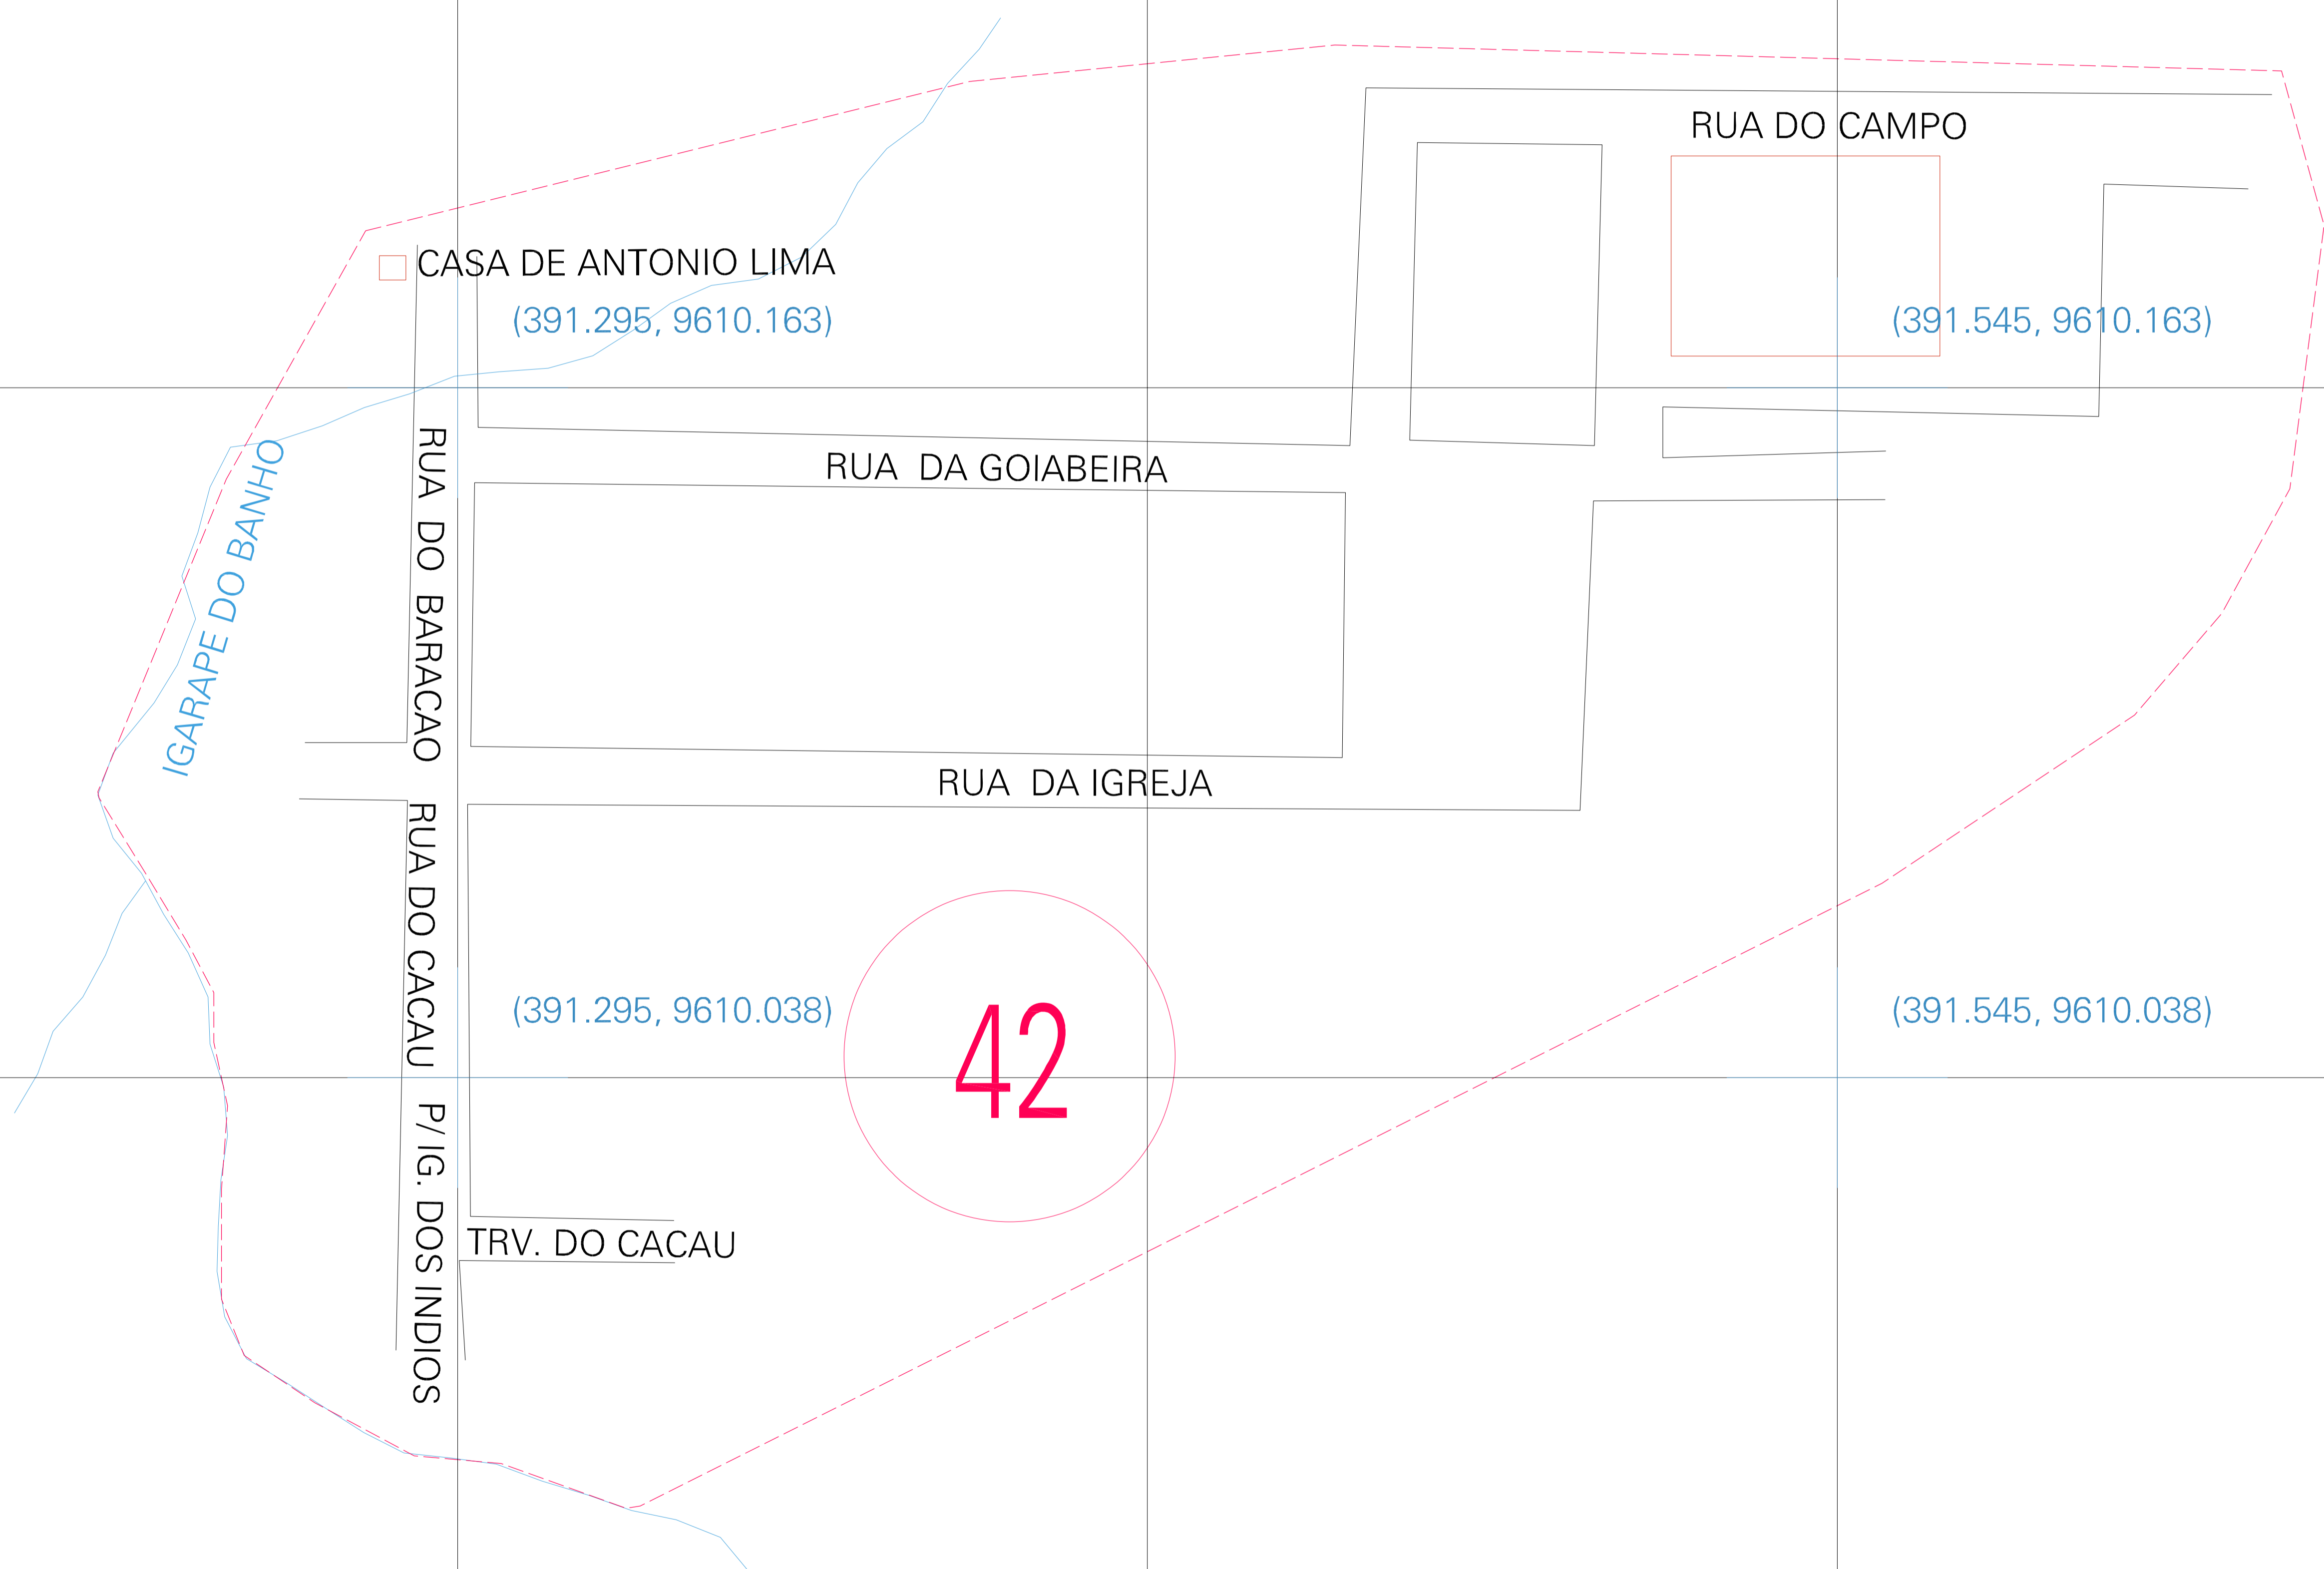 RUA DO CAMPO
CASA DE ANTONIO LIMA
(391.295, 9610.163)
(391.545, 9610.163)
RUA DA GOIABEIRA
RUA DO BARACAO
IGARAPE DO BANHO
RUA DA IGREJA
RUA DO CACAU
(391.295, 9610.038)
(391.545, 9610.038)
42
P/ IG. DOS INDIOS
TRV. DO CACAU